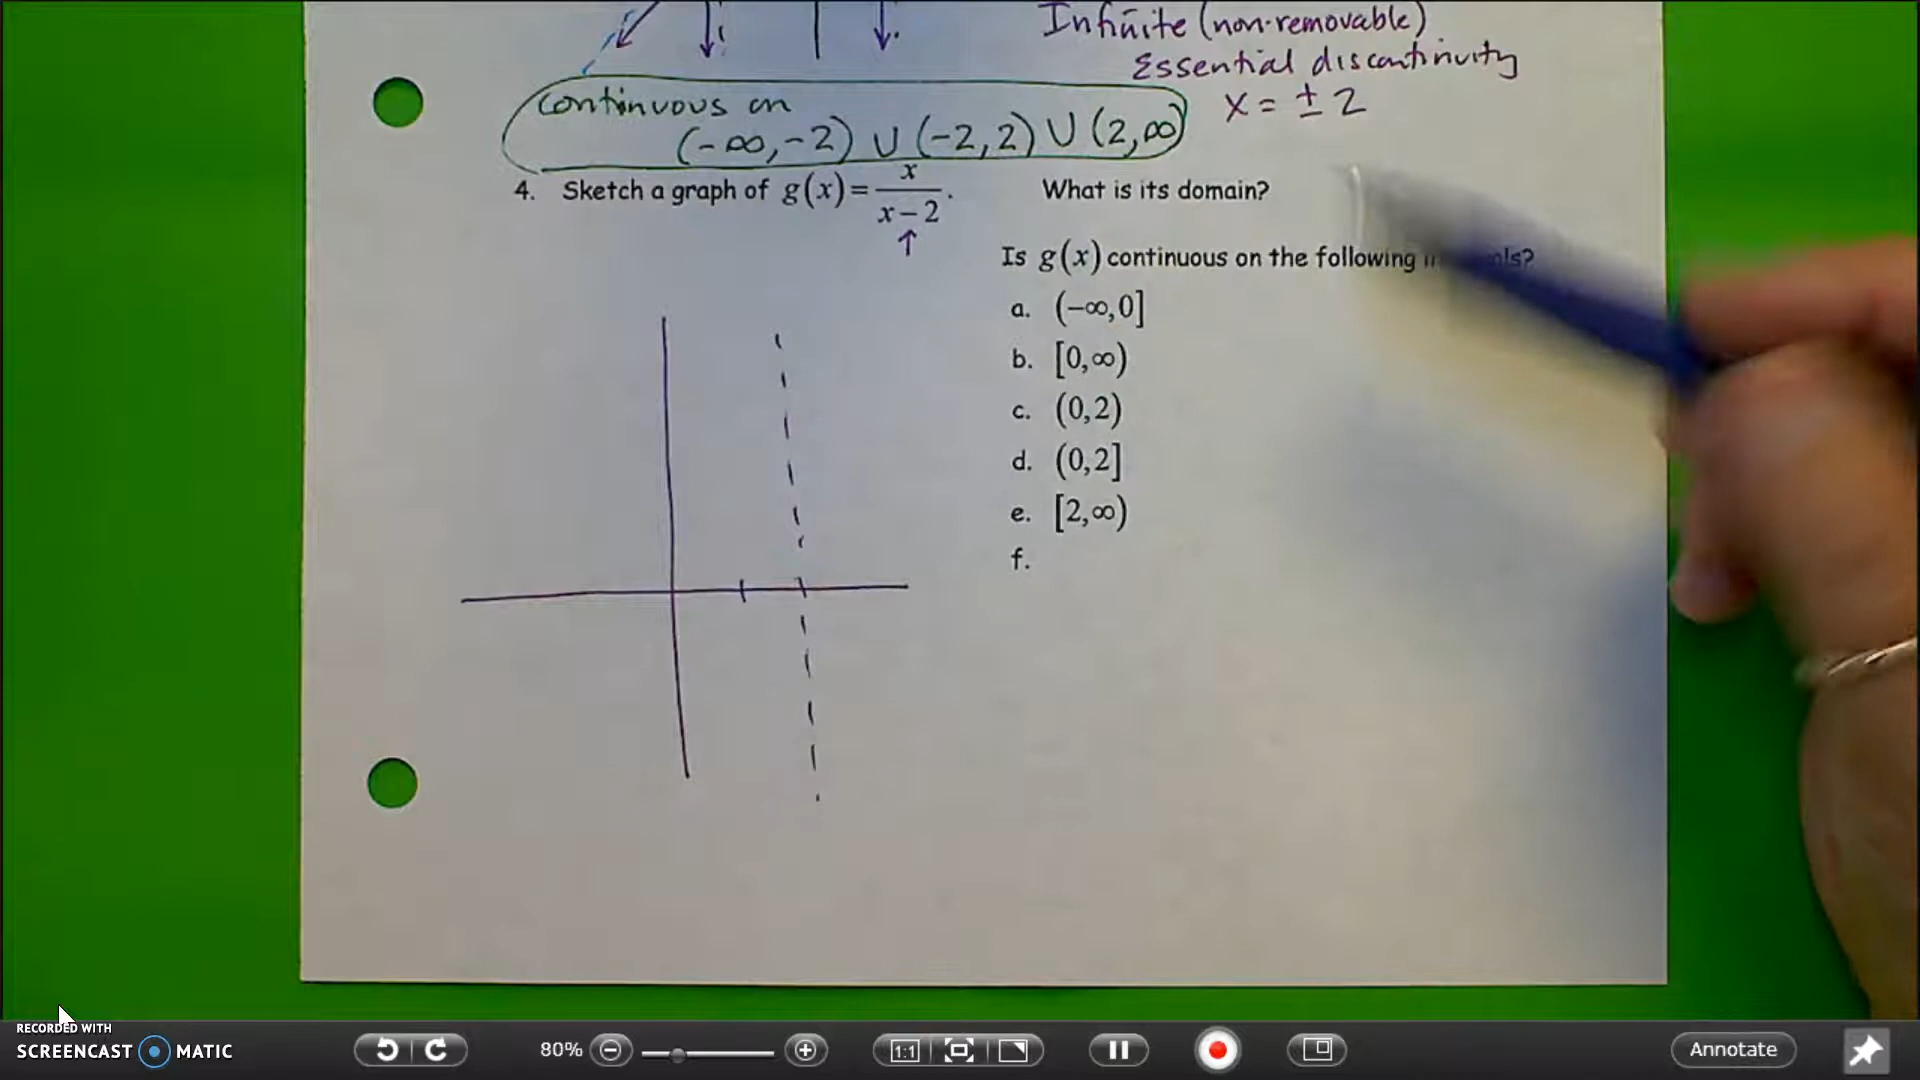 Infinite (non-removable)
Essential discontinuity
x = ± 2
continuous on
(-∞,-2) ∪ (-2,2) ∪ (2,∞)
4. Sketch a graph of g(x) = x/(x-2). What is its domain?
Is g(x) continuous on the following
a. (-∞,0]
b. [0,∞)
c. (0,2)
d. (0,2]
e. [2,∞)
f.
RECORDED WITH
SCREENCAST MATIC
80%
1:1
Annotate